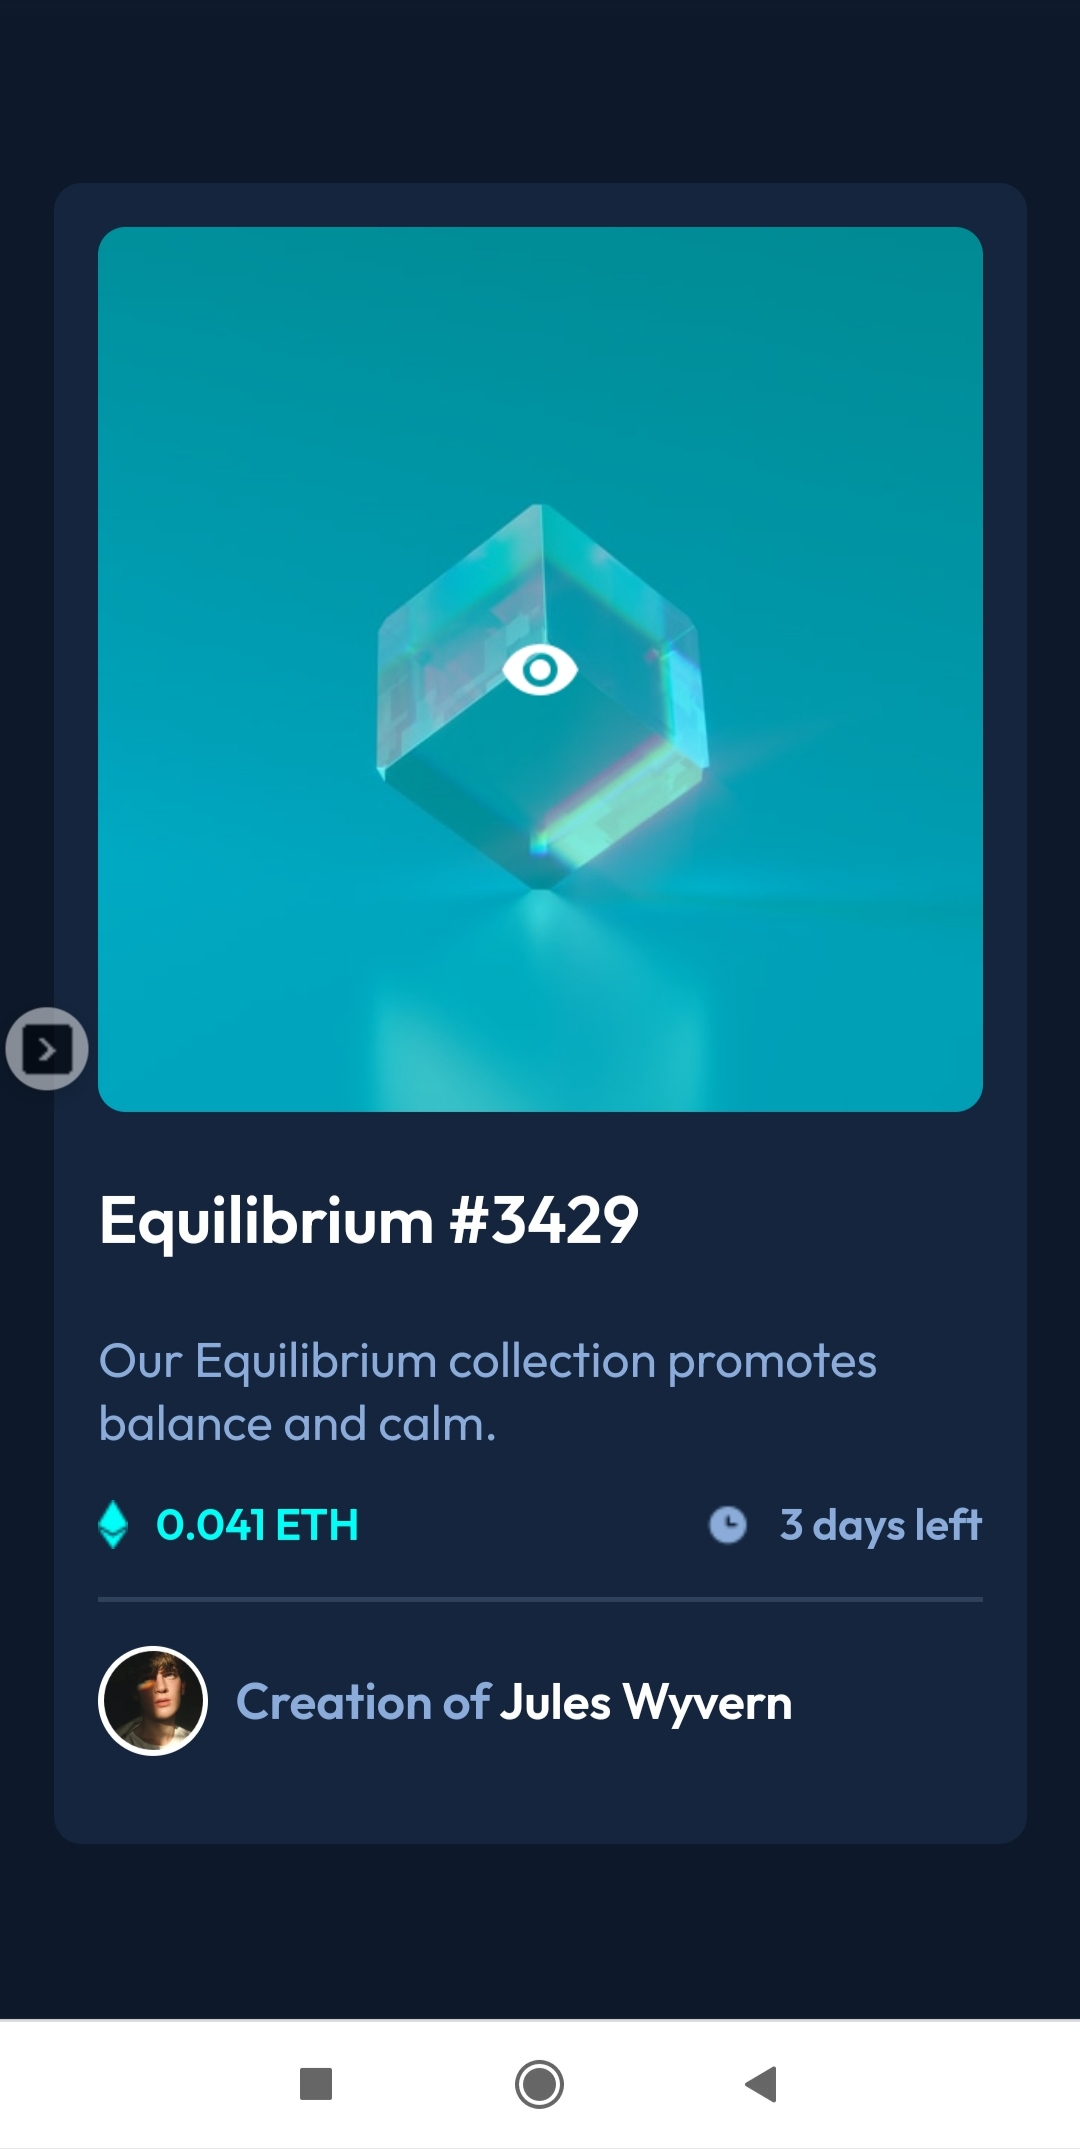 Equilibrium #3429
Our Equilibrium collection promotes
balance and calm.
0.041 ETH
3 days left
Creation of Jules Wyvern